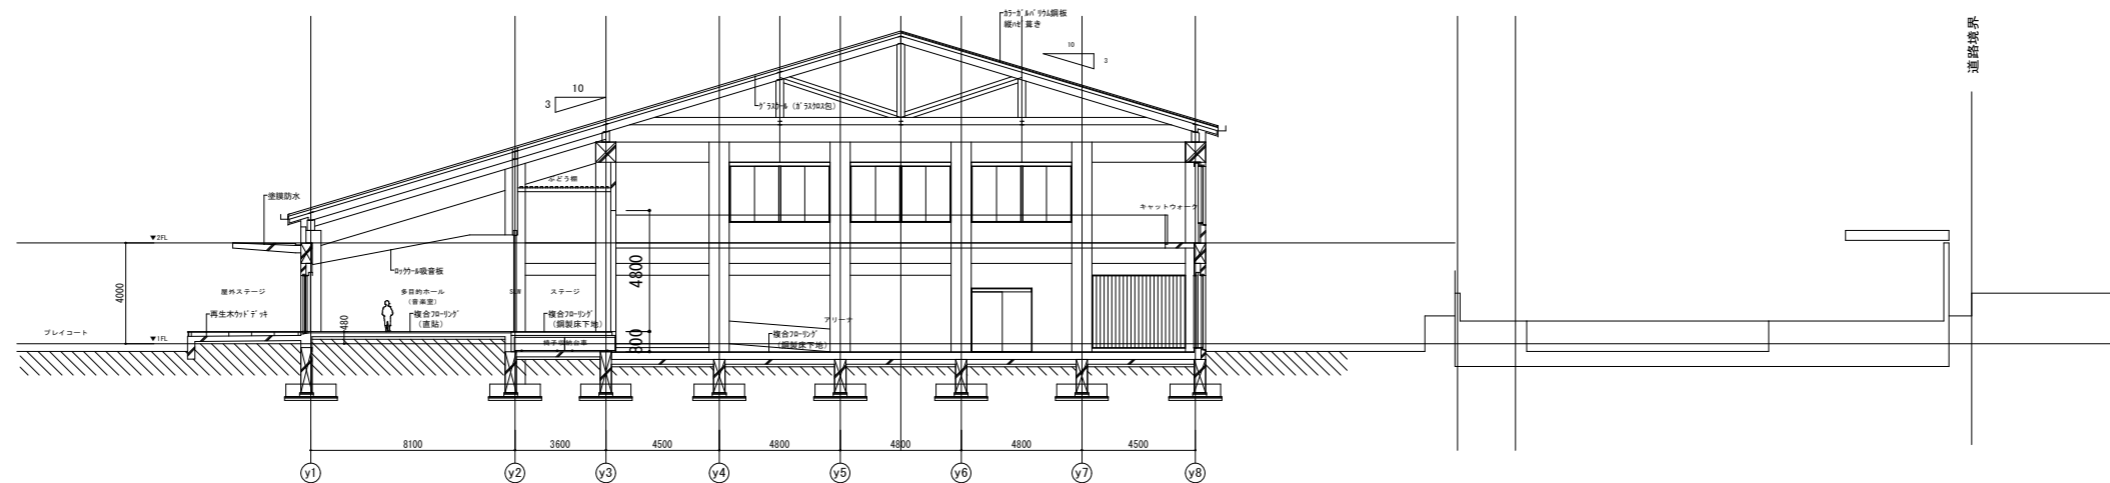 カラーガルバリウム鋼板
縦ハゼ葺き
道路境界
10
3
10
3
グラスウール（ガラスクロス包）
塗膜防水
ぶどう棚
キャットウォーク
▼2FL
ロックウール吸音板
4000
4800
屋外ステージ
多目的ホール
（音楽室）
SLW
ステージ
再生木ウッドデッキ
複合フローリング
（直貼）
複合フローリング
（鋼製床下地）
アリーナ
プレイコート
480
800
複合フローリング
（鋼製床下地）
▼1FL
椅子収納台車
8100
3600
4500
4800
4800
4800
4500
y1
y2
y3
y4
y5
y6
y7
y8